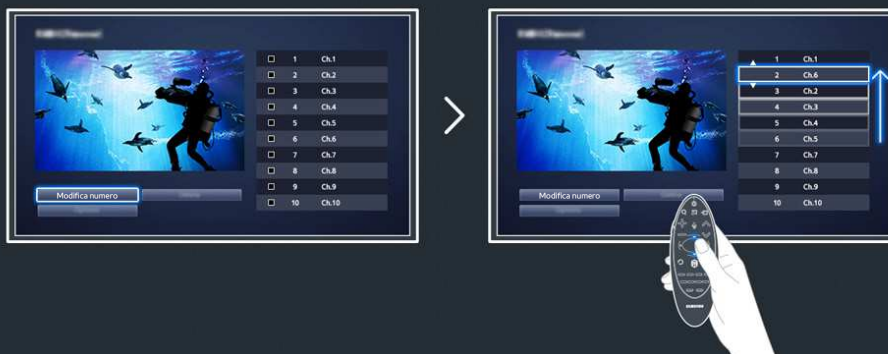 1 Ch.1
2 Ch.2
3 Ch.3
4 Ch.4
5 Ch.5
6 Ch.6
7 Ch.7
8 Ch.8
9 Ch.9
10 Ch.10
Modifica numero
1 Ch.1
2 Ch.6
3 Ch.2
4 Ch.3
5 Ch.4
6 Ch.5
7 Ch.7
8 Ch.8
9 Ch.9
10 Ch.10
Modifica numero
SAMSUNG